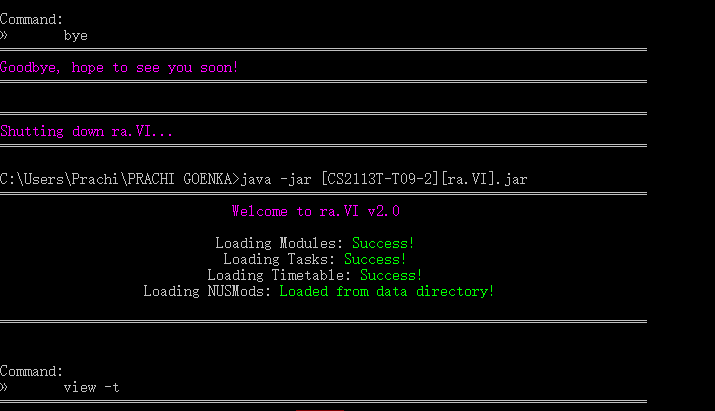 Command:
» bye
Goodbye, hope to see you soon!
Shutting down ra.VI...
C:\Users\Prachi\PRACHI GOENKA>java -jar [CS2113T-T09-2][ra.VI].jar
Welcome to ra.VI v2.0
Loading Modules: Success!
Loading Tasks: Success!
Loading Timetable: Success!
Loading NUSMods: Loaded from data directory!
Command:
» view -t